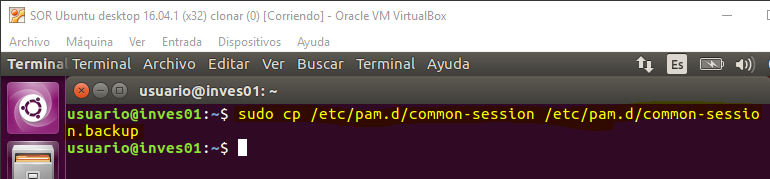 SOR Ubuntu desktop 16.04.1 (x32) clonar (0) [Corriendo] - Oracle VM VirtualBox
Archivo Máquina Ver Entrada Dispositivos Ayuda
Terminal Terminal Archivo Editar Ver Buscar Terminal Ayuda Es
usuario@inves01: ~
usuario@inves01:~$ sudo cp /etc/pam.d/common-session /etc/pam.d/common-sessio
n.backup
usuario@inves01:~$